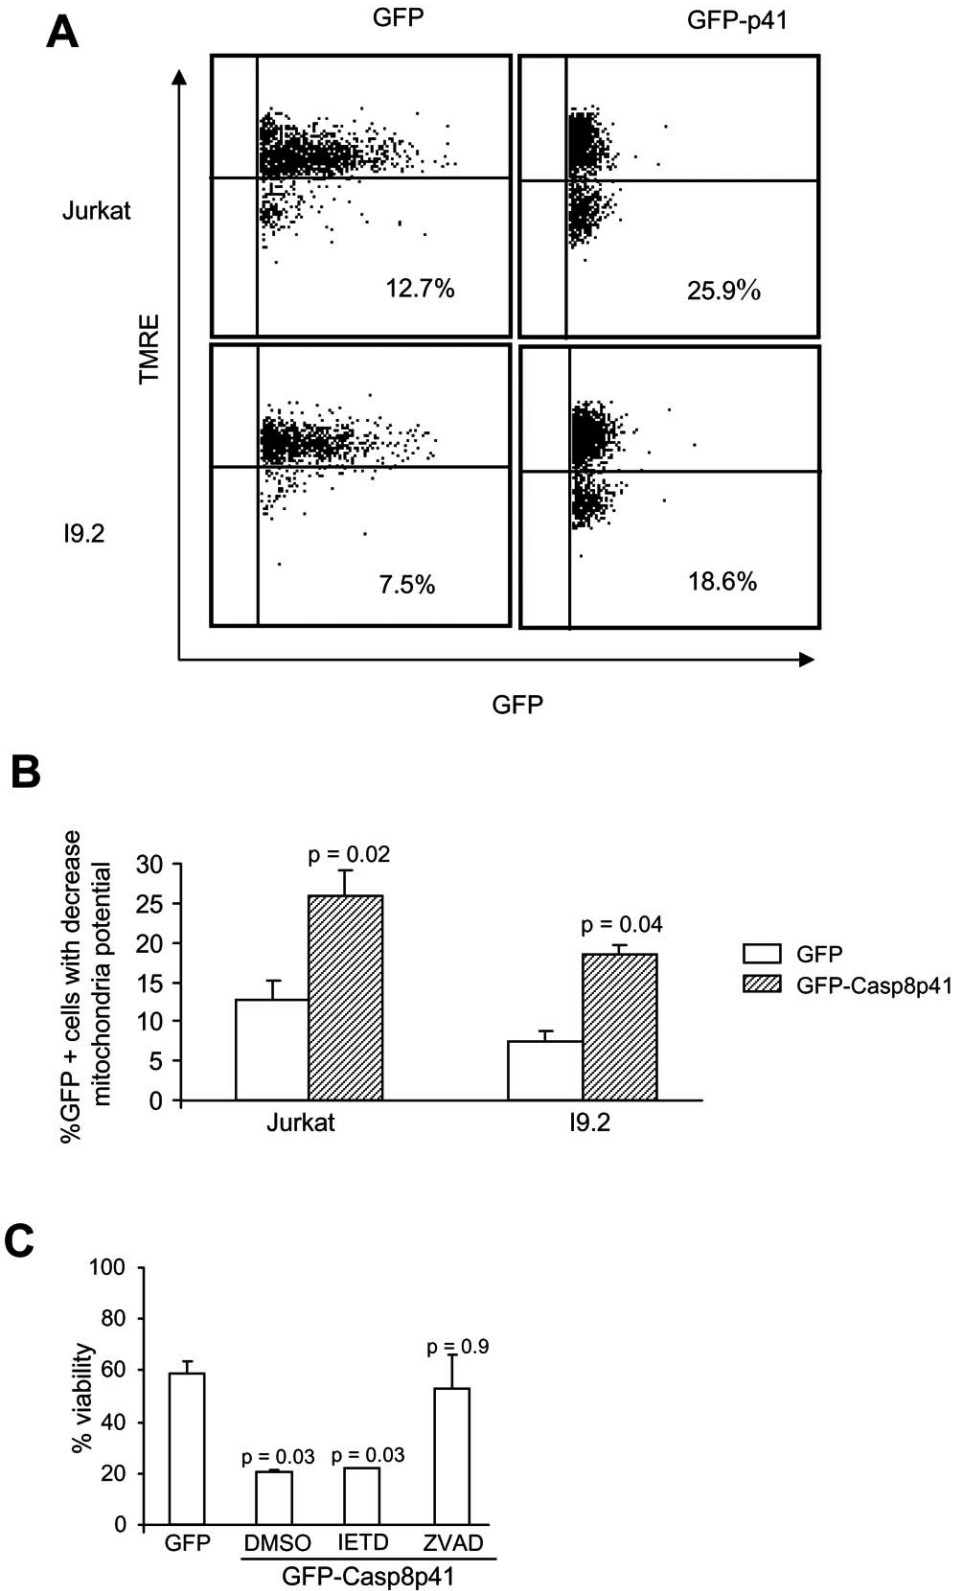 A
GFP
GFP-p41
Jurkat
12.7%
25.9%
TMRE
I9.2
7.5%
18.6%
GFP
B
%GFP + cells with decrease
mitochondria potential
30
25
20
15
10
5
0
p = 0.02
p = 0.04
Jurkat
I9.2
GFP
GFP-Casp8p41
C
% viability
100
80
60
40
20
0
p = 0.03
p = 0.03
p = 0.9
GFP
DMSO
IETD
ZVAD
GFP-Casp8p41